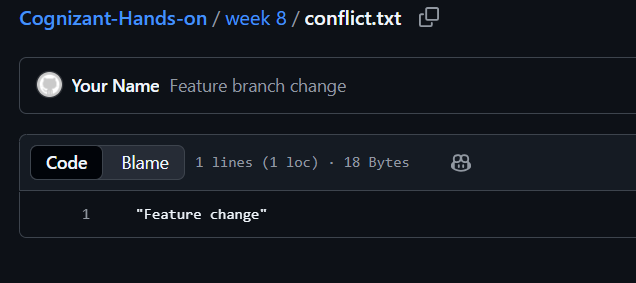 Cognizant-Hands-on / week 8 / conflict.txt
Your Name Feature branch change
Code Blame 1 lines (1 loc) · 18 Bytes
1 "Feature change"